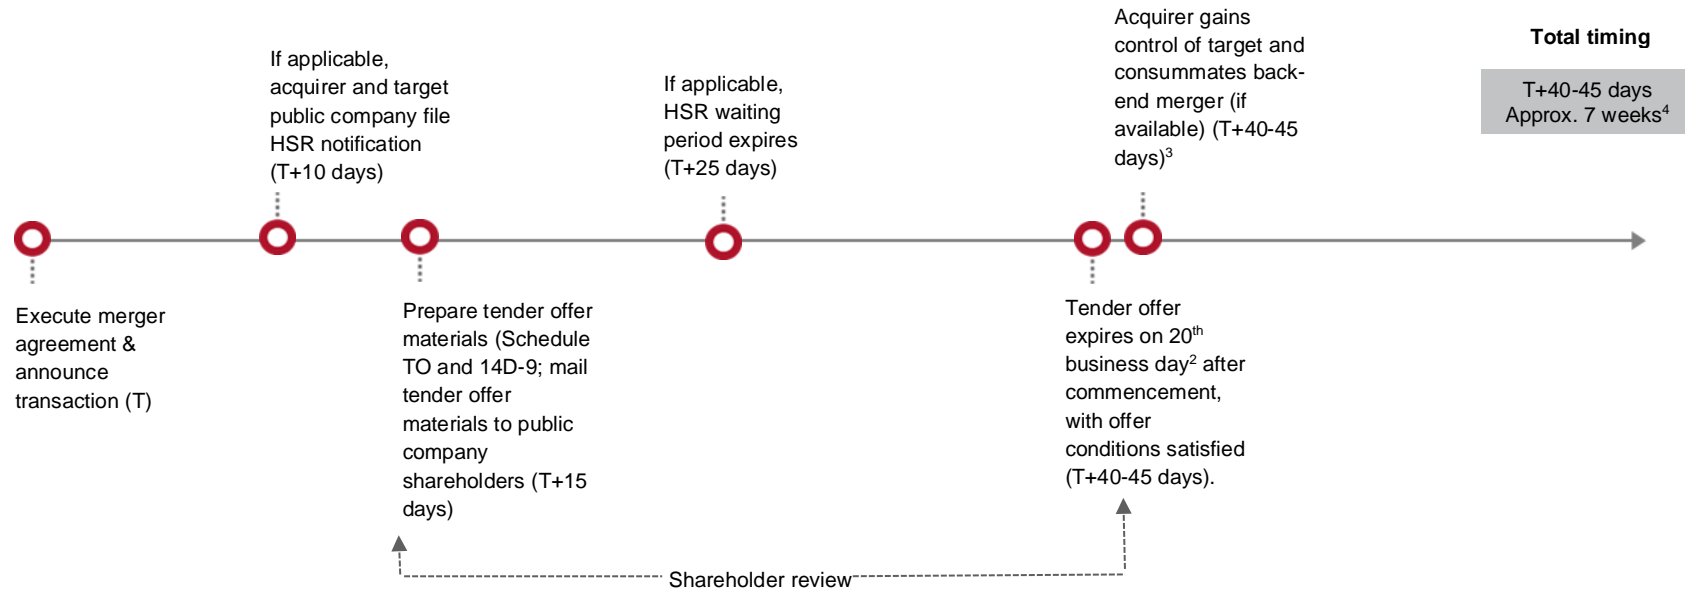 If applicable,
acquirer and target
public company file
HSR notification
(T+10 days)
If applicable,
HSR waiting
period expires
(T+25 days)
Acquirer gains
control of target and
consummates back-
end merger (if
available) (T+40-45
days)³
Total timing
T+40-45 days
Approx. 7 weeks⁴
Execute merger
agreement &
announce
transaction (T)
Prepare tender offer
materials (Schedule
TO and 14D-9; mail
tender offer
materials to public
company
shareholders (T+15
days)
Tender offer
expires on 20th
business day² after
commencement,
with offer
conditions satisfied
(T+40-45 days).
Shareholder review